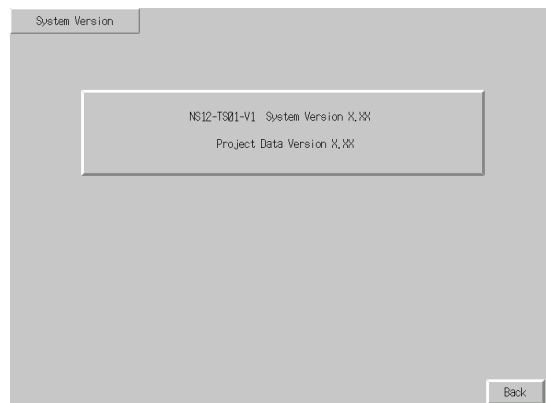 System Version
NS12-TS01-V1 System Version X.XX
Project Data Version X.XX
Back